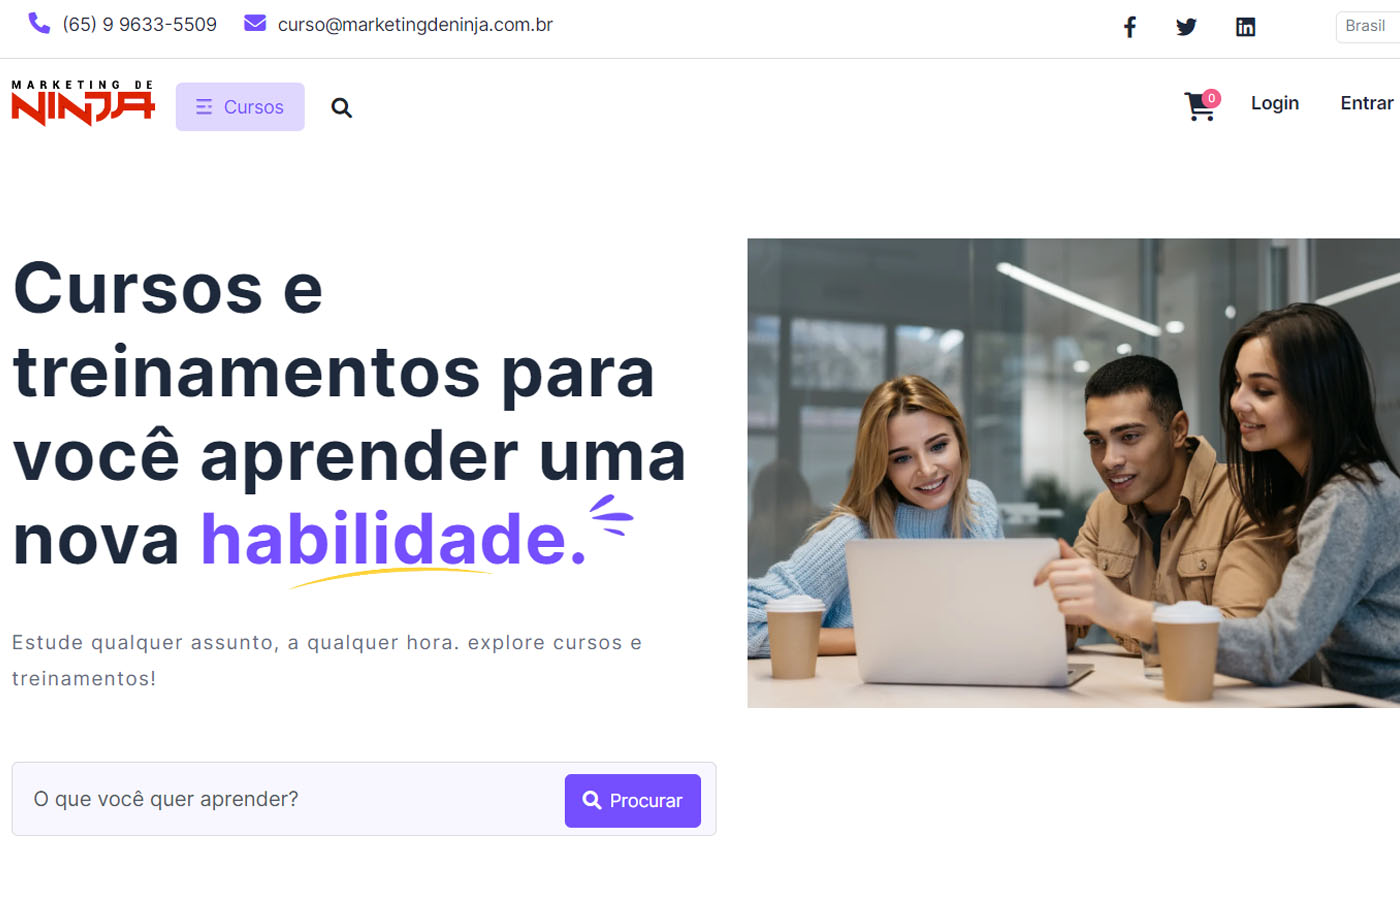 (65) 9 9633-5509 curso@marketingdeninja.com.br Brasil
MARKETING DE
NINJA Cursos 0 Login Entrar
Cursos e
treinamentos para
você aprender uma
nova habilidade.
Estude qualquer assunto, a qualquer hora. explore cursos e
treinamentos!
O que você quer aprender? Procurar